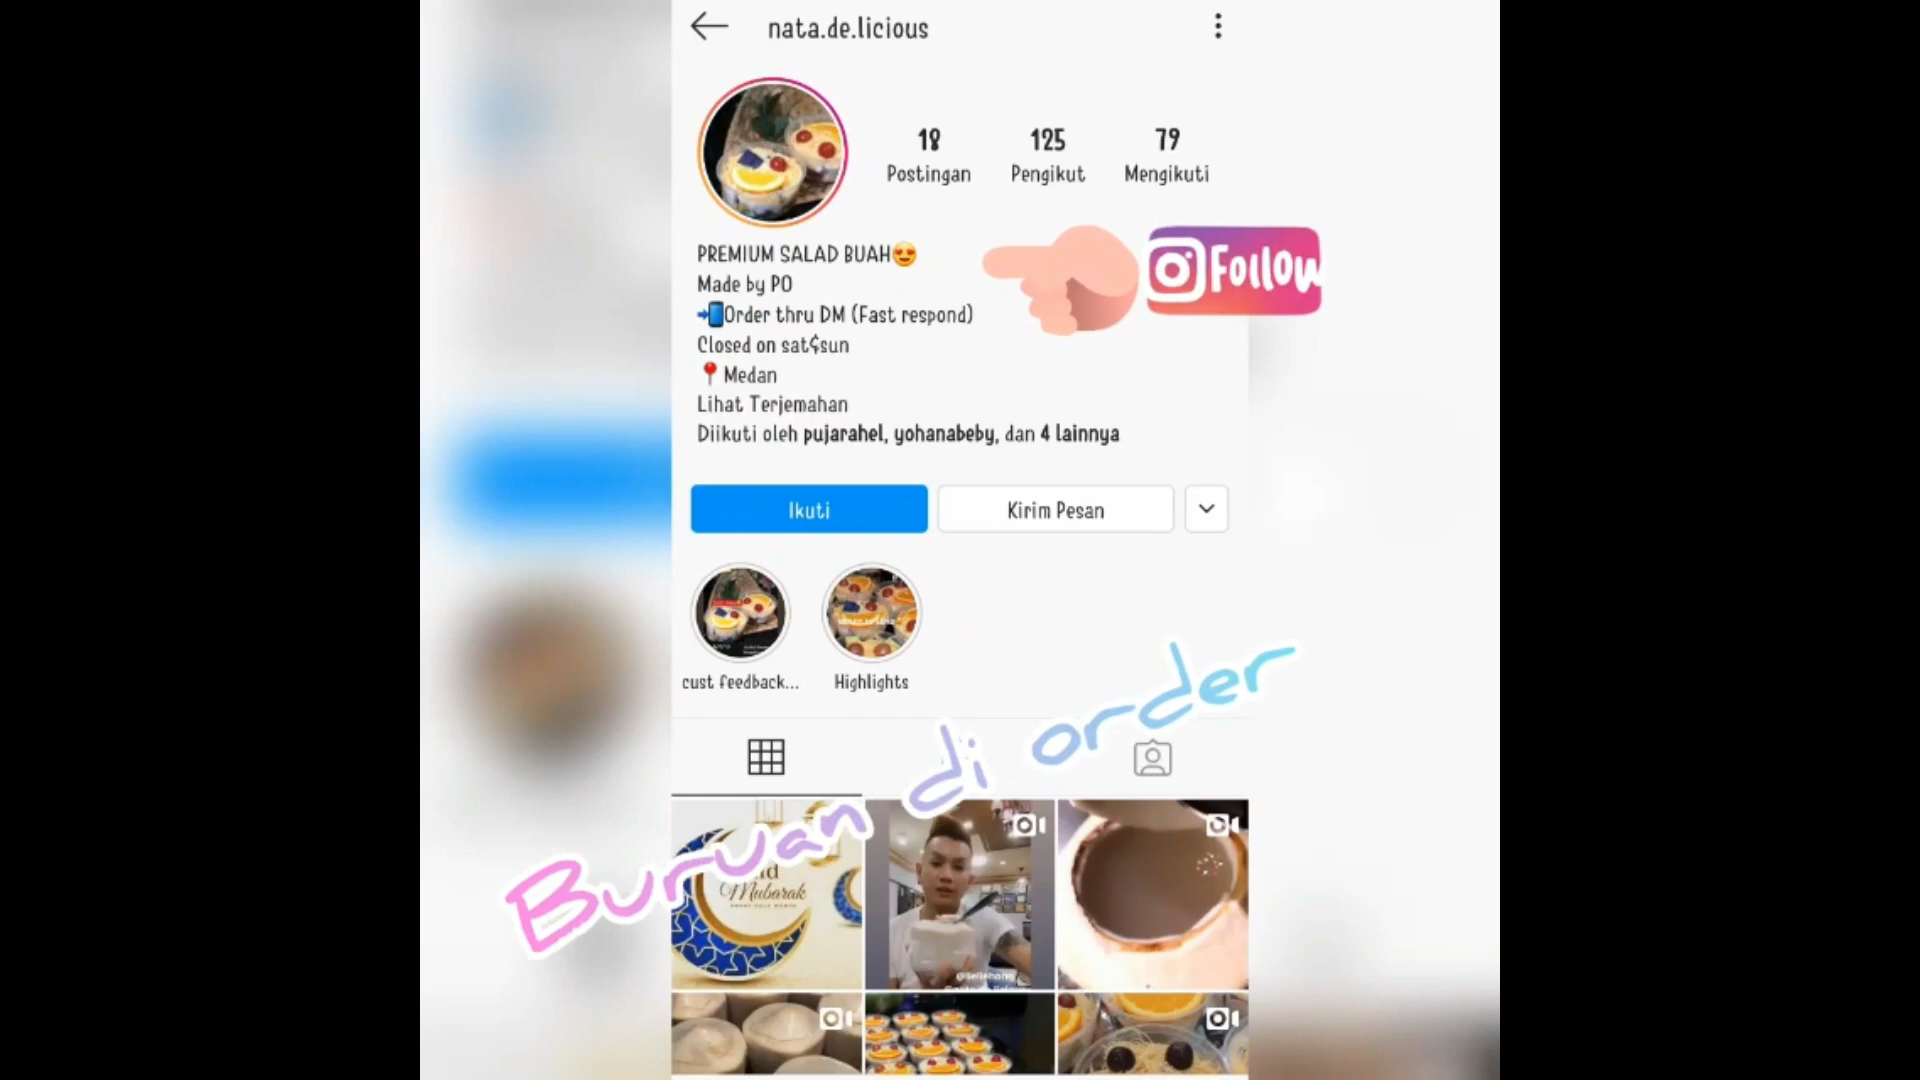 nata.de.licious
18
125
79
Postingan
Pengikut
Mengikuti
PREMIUM SALAD BUAH😍
Made by PO
📲Order thru DM (Fast respond)
Closed on sat&sun
📍Medan
Lihat Terjemahan
Diikuti oleh pujarahel, yohanabeby, dan 4 lainnya
Follow
Ikuti
Kirim Pesan
cust feedback...
Highlights
Buruan di order
Mubarak